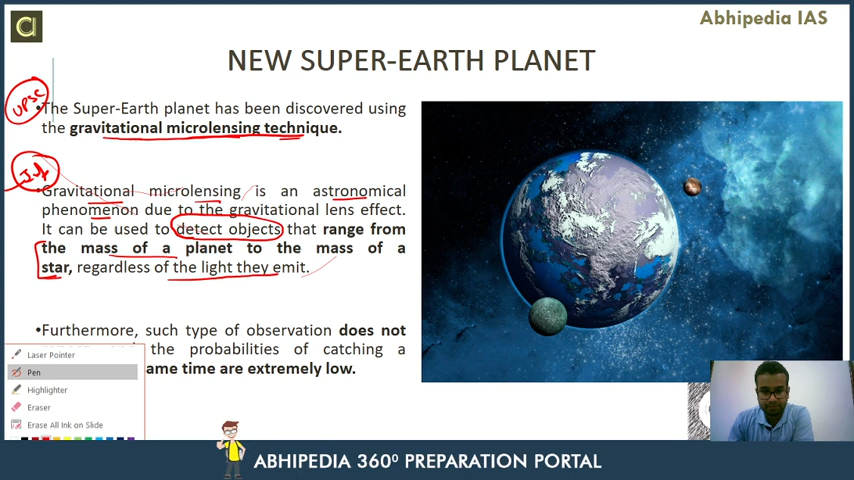 Abhipedia IAS
NEW SUPER-EARTH PLANET
UPSC
•The Super-Earth planet has been discovered using
the gravitational microlensing technique.
•Gravitational microlensing is an astronomical
phenomenon due to the gravitational lens effect.
It can be used to detect objects that range from
the mass of a planet to the mass of a
star, regardless of the light they emit.
•Furthermore, such type of observation does not
the probabilities of catching a
ame time are extremely low.
Laser Pointer
Pen
Highlighter
Eraser
Erase All Ink on Slide
ABHIPEDIA 360⁰ PREPARATION PORTAL